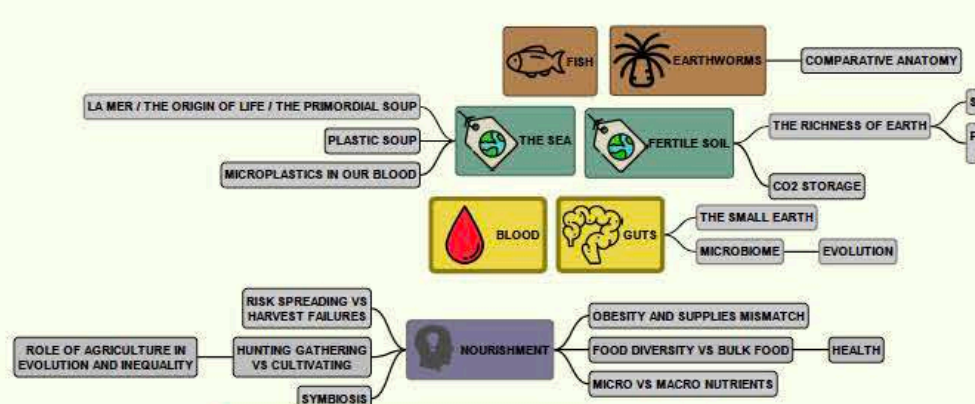 FISH
EARTHWORMS
COMPARATIVE ANATOMY
LA MER / THE ORIGIN OF LIFE / THE PRIMORDIAL SOUP
PLASTIC SOUP
MICROPLASTICS IN OUR BLOOD
THE SEA
FERTILE SOIL
THE RICHNESS OF EARTH
CO2 STORAGE
BLOOD
GUTS
THE SMALL EARTH
MICROBIOME
EVOLUTION
RISK SPREADING VS
HARVEST FAILURES
ROLE OF AGRICULTURE IN
EVOLUTION AND INEQUALITY
HUNTING GATHERING
VS CULTIVATING
SYMBIOSIS
NOURISHMENT
OBESITY AND SUPPLIES MISMATCH
FOOD DIVERSITY VS BULK FOOD
HEALTH
MICRO VS MACRO NUTRIENTS